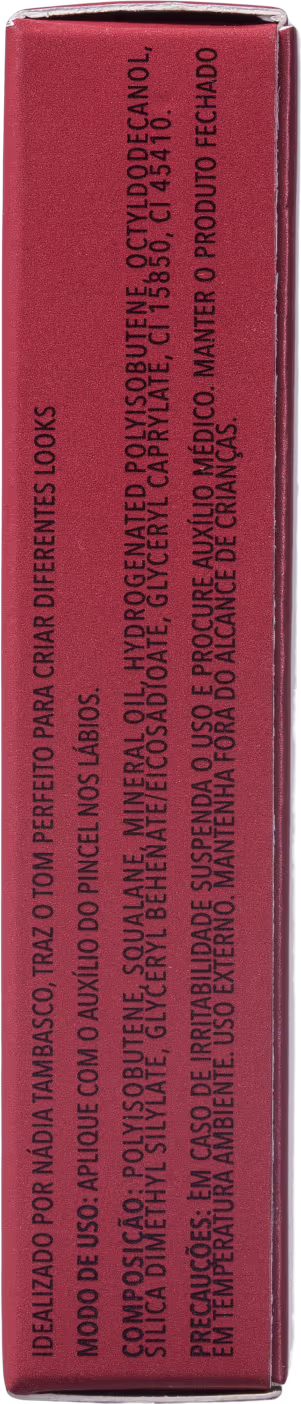 IDEALIZADO POR NÁDIA TAMBASCO, TRAZ O TOM PERFEITO PARA CRIAR DIFERENTES LOOKS
MODO DE USO: APLIQUE COM O AUXÍLIO DO PINCEL NOS LÁBIOS.
COMPOSIÇÃO: POLYISOBUTENE, SQUALANE, MINERAL OIL, HYDROGENATED POLYISOBUTENE, OCTYLDODECANOL,
SILICA DIMETHYL SILYLATE, GLYCERYL BEHENATE/EICOSADIOATE, GLYCERYL CAPRYLATE, CI 15850, CI 45410.
PRECAUÇÕES: EM CASO DE IRRITABILIDADE SUSPENDA O USO E PROCURE AUXÍLIO MÉDICO. MANTER O PRODUTO FECHADO
EM TEMPERATURA AMBIENTE. USO EXTERNO. MANTENHA FORA DO ALCANCE DE CRIANÇAS.